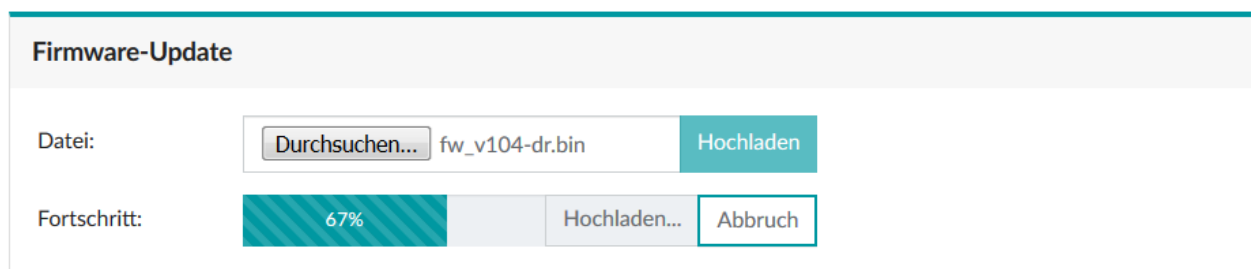 Firmware-Update
Datei: Durchsuchen... fw_v104-dr.bin Hochladen
Fortschritt: 67% Hochladen... Abbruch